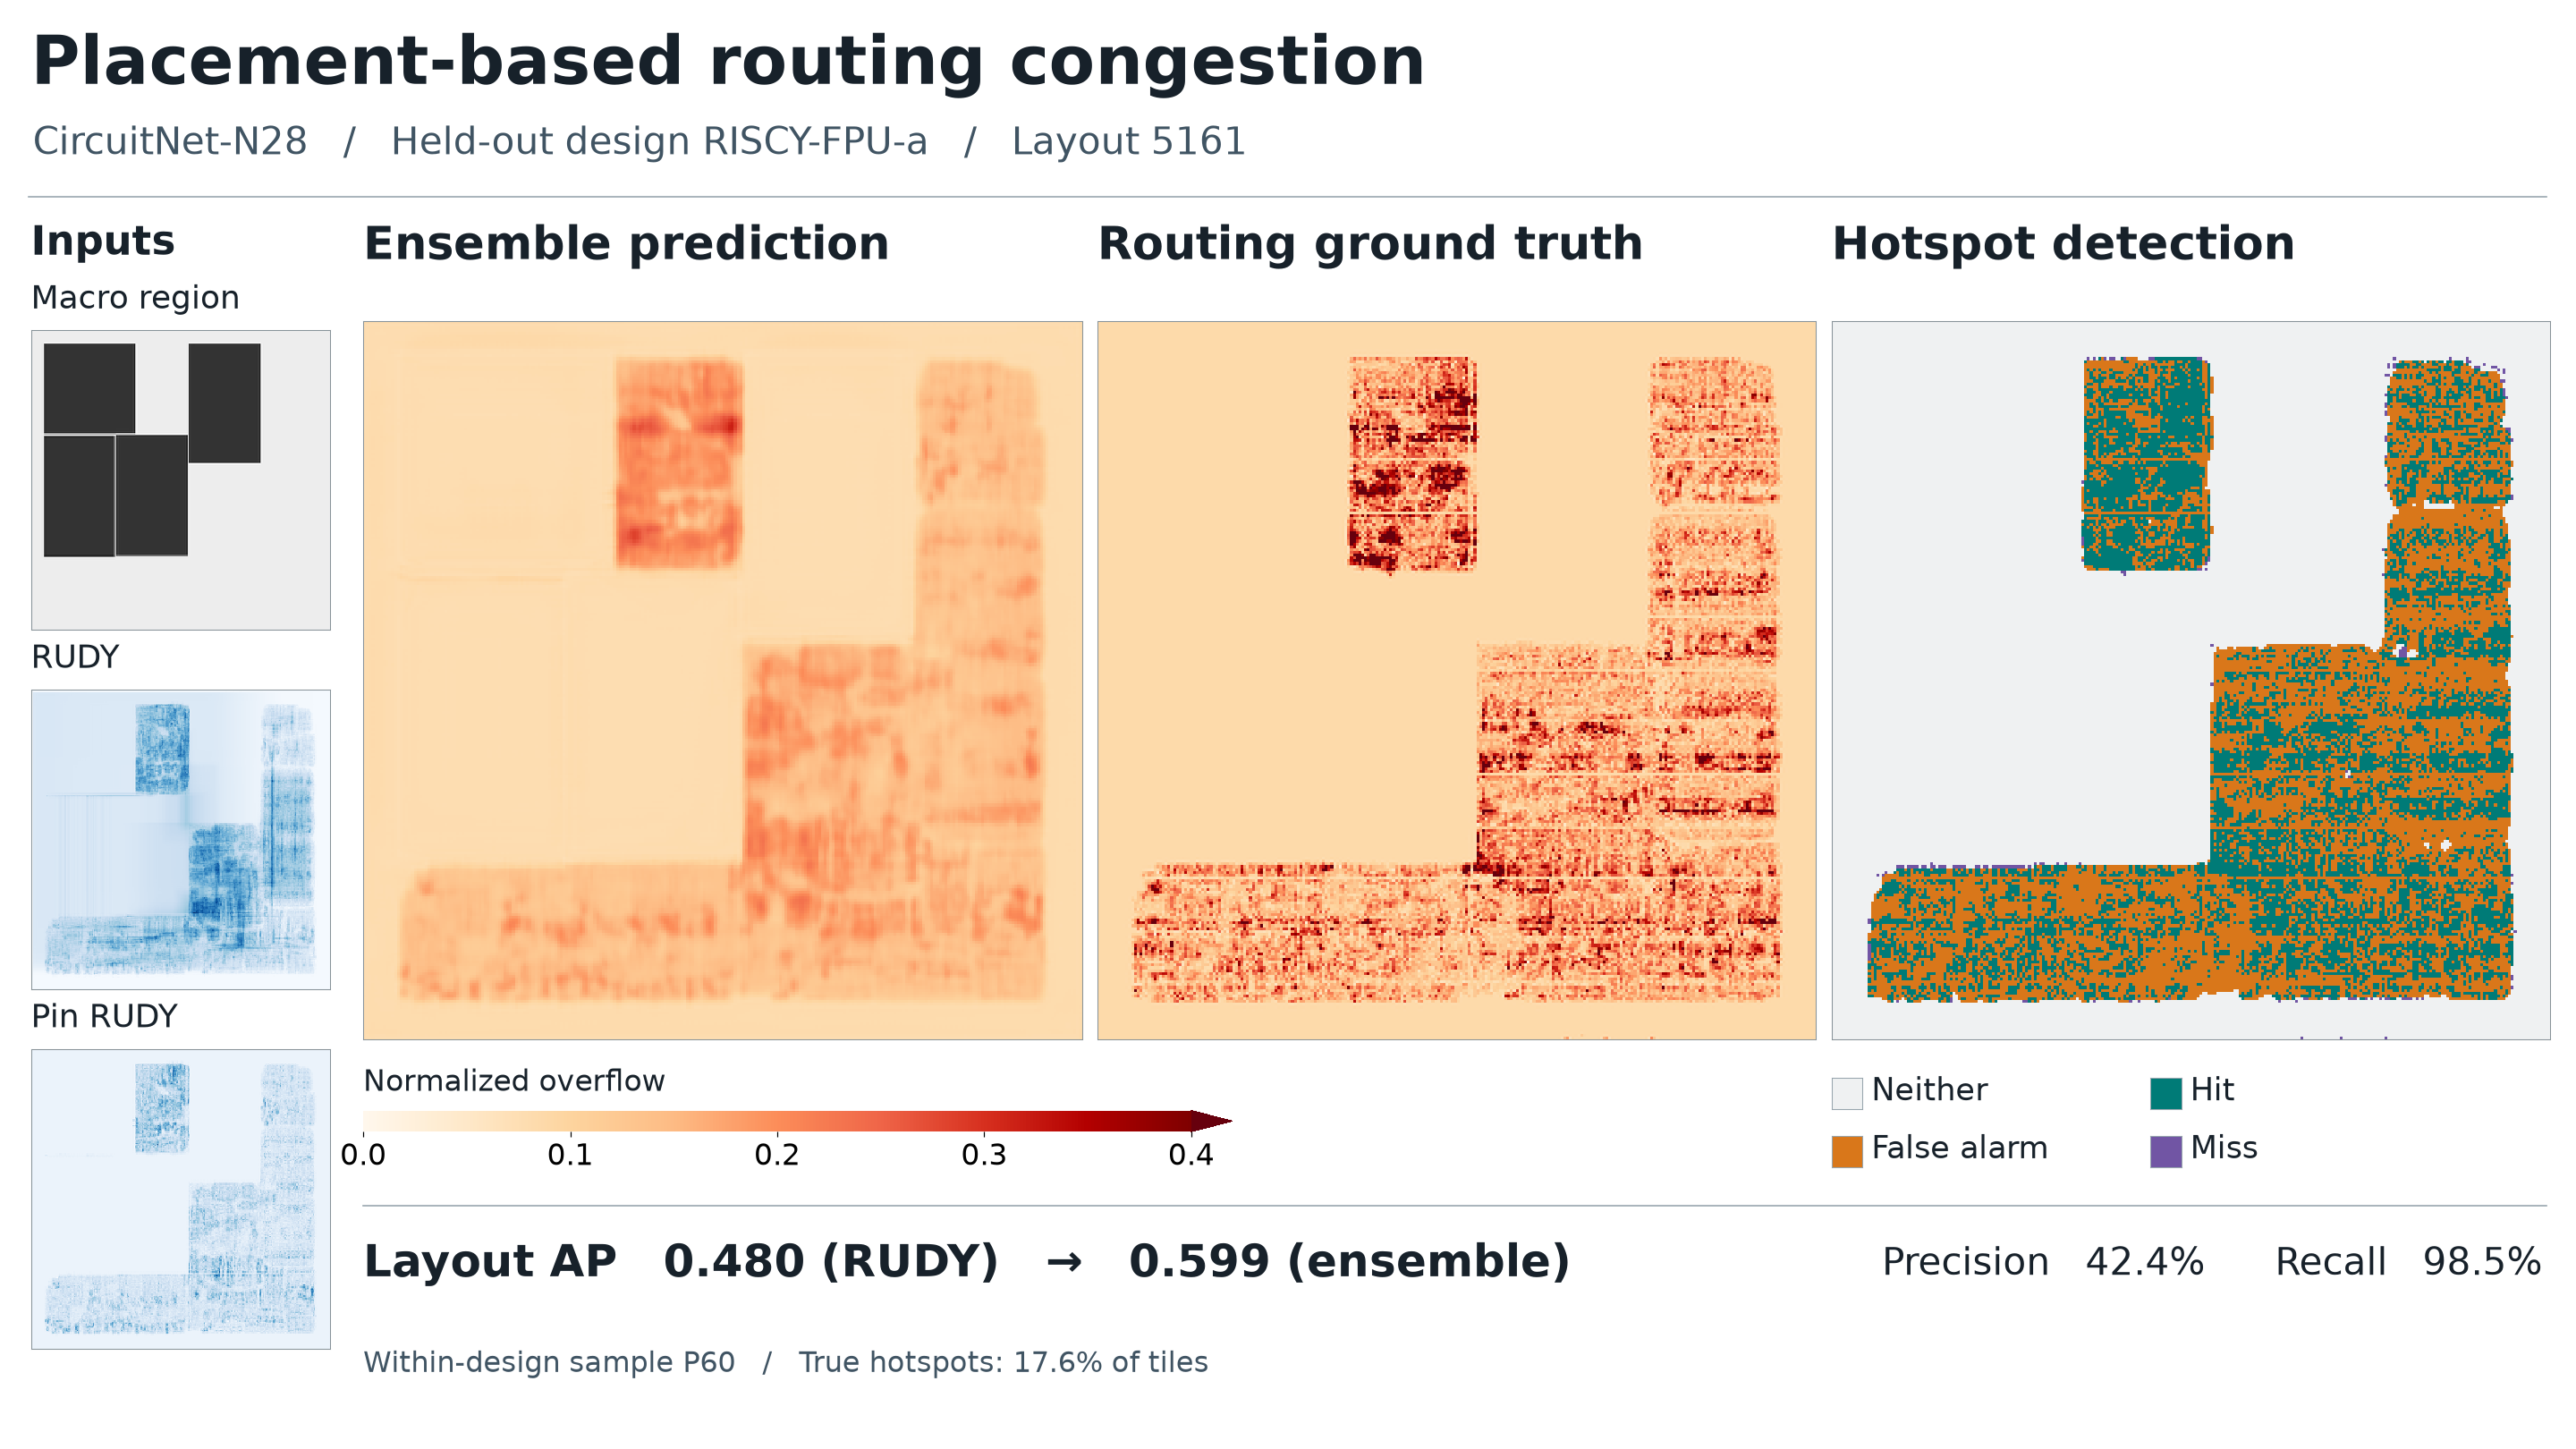 Placement-based routing congestion
CircuitNet-N28 / Held-out design RISCY-FPU-a / Layout 5161
Inputs
Macro region
RUDY
Pin RUDY
Ensemble prediction
Routing ground truth
Hotspot detection
Normalized overflow
0.0 0.1 0.2 0.3 0.4
Neither Hit
False alarm Miss
Layout AP 0.480 (RUDY) → 0.599 (ensemble)
Precision 42.4% Recall 98.5%
Within-design sample P60 / True hotspots: 17.6% of tiles